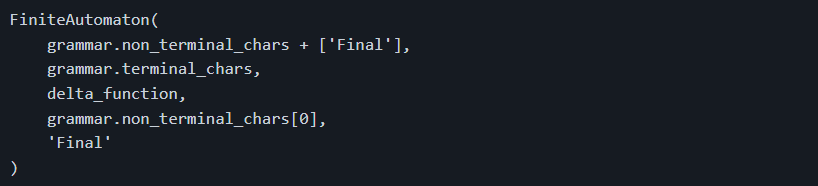 FiniteAutomaton(
    grammar.non_terminal_chars + ['Final'],
    grammar.terminal_chars,
    delta_function,
    grammar.non_terminal_chars[0],
    'Final'
)